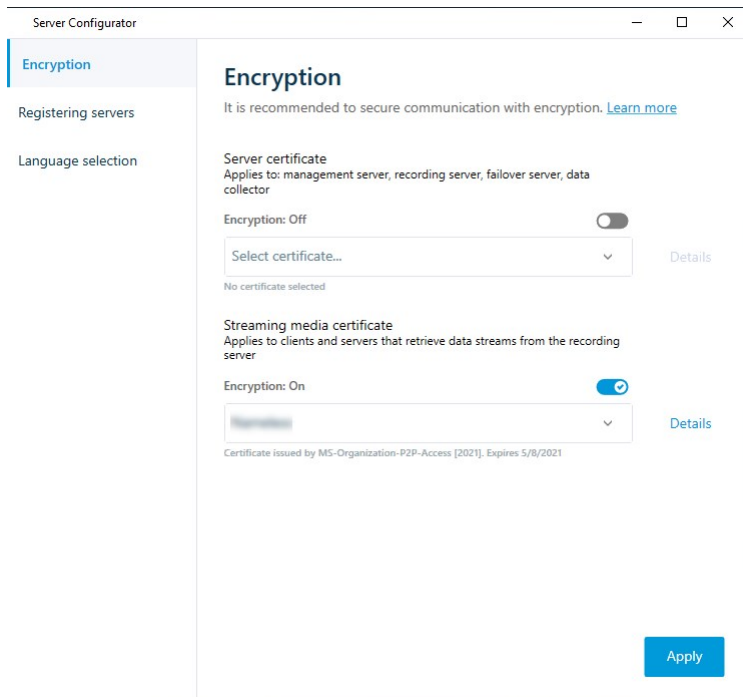 Server Configurator
Encryption
Registering servers
Language selection
Encryption
It is recommended to secure communication with encryption. Learn more
Server certificate
Applies to: management server, recording server, failover server, data
collector
Encryption: Off
Select certificate...
Details
No certificate selected
Streaming media certificate
Applies to clients and servers that retrieve data streams from the recording
server
Encryption: On
Details
Certificate issued by MS-Organization-P2P-Access [2021]. Expires 5/8/2021
Apply